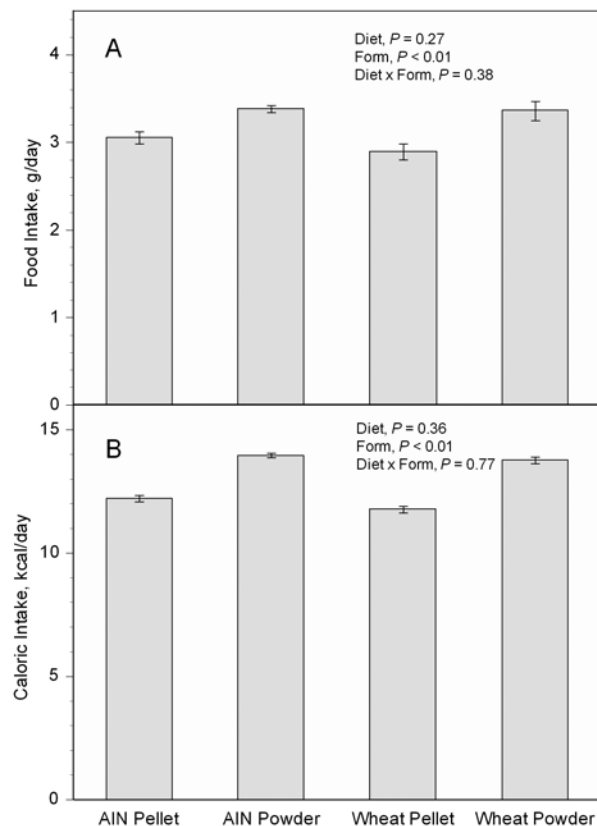 A
Diet, P = 0.27
Form, P < 0.01
Diet x Form, P = 0.38
4
3
2
1
0
Food Intake, g/day
B
Diet, P = 0.36
Form, P < 0.01
Diet x Form, P = 0.77
15
10
5
0
Caloric Intake, kcal/day
AIN Pellet AIN Powder Wheat Pellet Wheat Powder